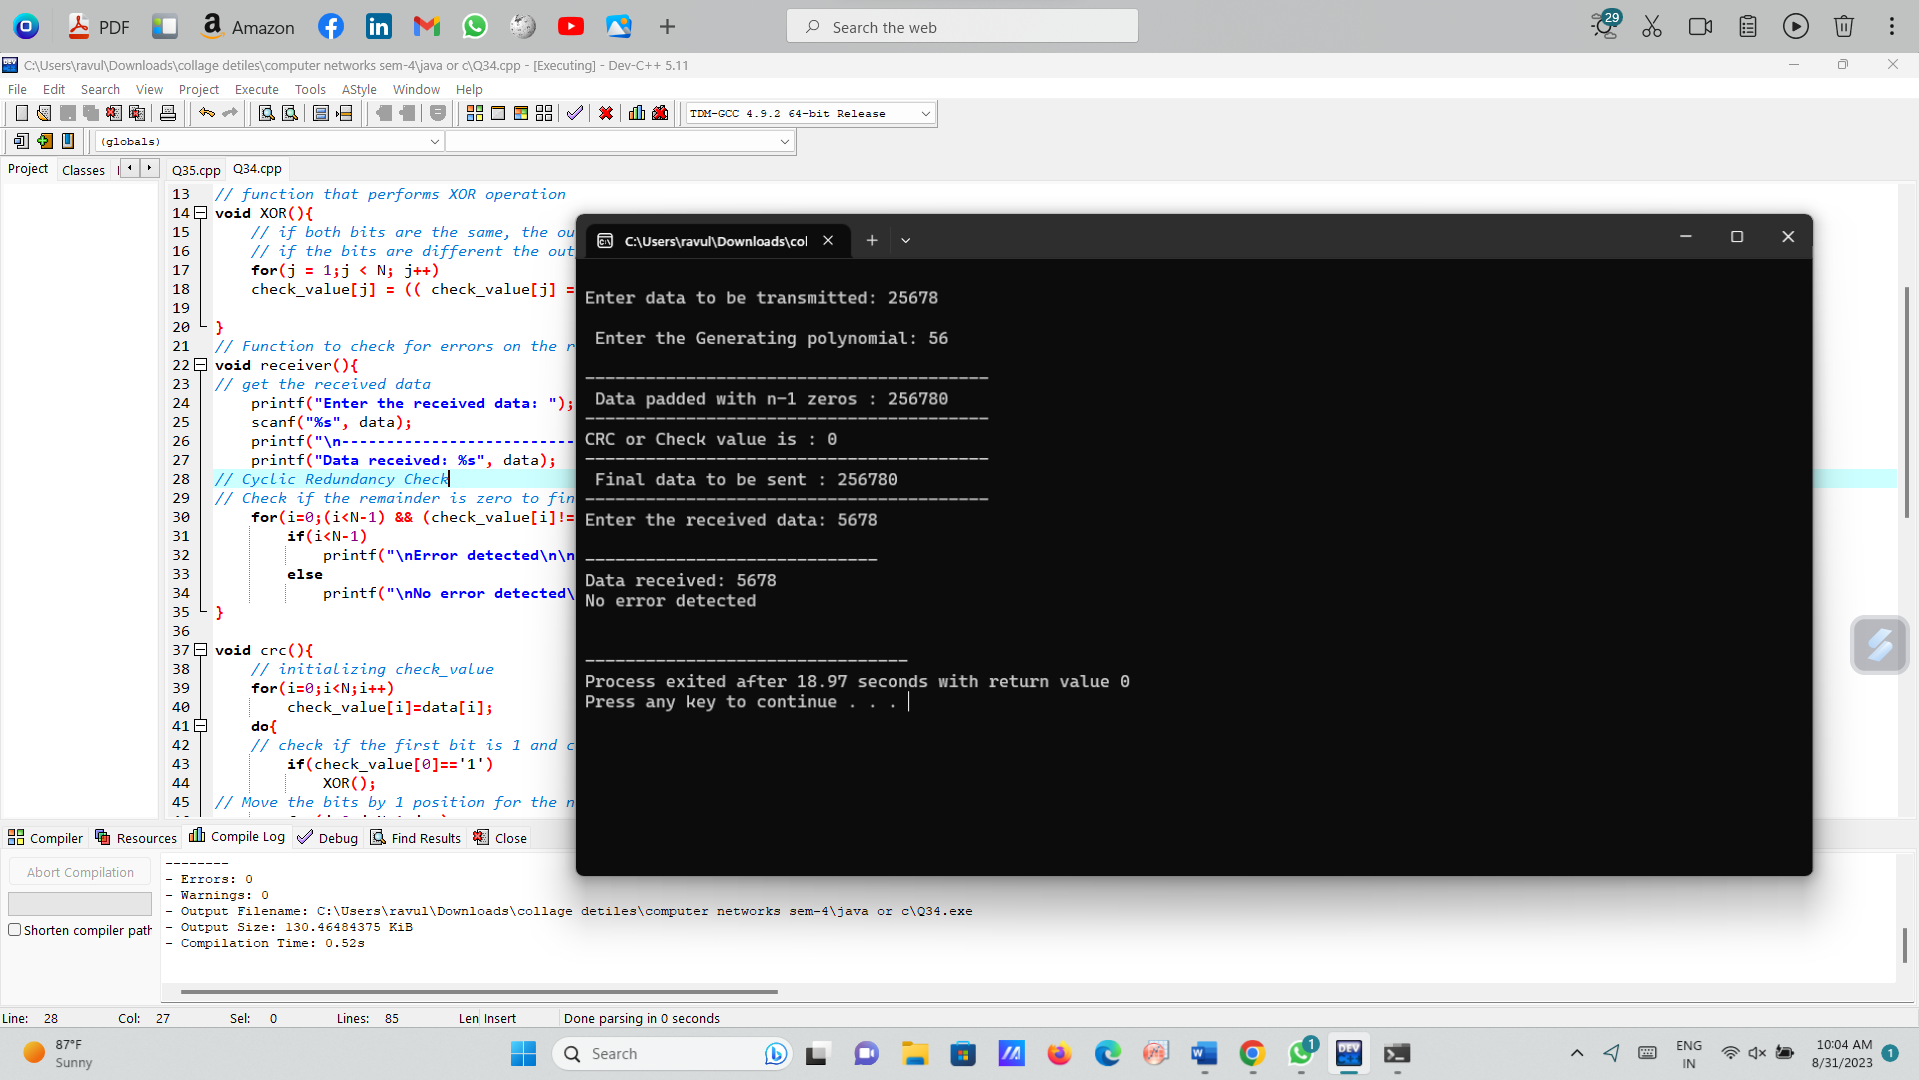 PDF
Amazon
Search the web
29
C:\Users\ravul\Downloads\collage detiles\computer networks sem-4\java or c\Q34.cpp - [Executing] - Dev-C++ 5.11
File Edit Search View Project Execute Tools AStyle Window Help
TDM-GCC 4.9.2 64-bit Release
(globals)
Project Classes
Q35.cpp Q34.cpp
13 // function that performs XOR operation
14 void XOR(){
15 // if both bits are the same, the ou
16 // if the bits are different the out
17 for(j = 1;j < N; j++)
18 check_value[j] = (( check_value[j] =
19
20 }
21 // Function to check for errors on the r
22 void receiver(){
23 // get the received data
24 printf("Enter the received data: ");
25 scanf("%s", data);
26 printf("\n--------------------------
27 printf("Data received: %s", data);
28 // Cyclic Redundancy Check
29 // Check if the remainder is zero to fin
30 for(i=0;(i<N-1) && (check_value[i]!=
31 if(i<N-1)
32 printf("\nError detected\n\n
33 else
34 printf("\nNo error detected\
35 }
36
37 void crc(){
38 // initializing check_value
39 for(i=0;i<N;i++)
40 check_value[i]=data[i];
41 do{
42 // check if the first bit is 1 and c
43 if(check_value[0]=='1')
44 XOR();
45 // Move the bits by 1 position for the n
C:\Users\ravul\Downloads\col
Enter data to be transmitted: 25678
Enter the Generating polynomial: 56
----------------------------------------
Data padded with n-1 zeros : 256780
----------------------------------------
CRC or Check value is : 0
----------------------------------------
Final data to be sent : 256780
----------------------------------------
Enter the received data: 5678
-----------------------------
Data received: 5678
No error detected
--------------------------------
Process exited after 18.97 seconds with return value 0
Press any key to continue . . .
Compiler Resources Compile Log Debug Find Results Close
Abort Compilation
Shorten compiler path
--------
- Errors: 0
- Warnings: 0
- Output Filename: C:\Users\ravul\Downloads\collage detiles\computer networks sem-4\java or c\Q34.exe
- Output Size: 130.46484375 KiB
- Compilation Time: 0.52s
Line: 28 Col: 27 Sel: 0 Lines: 85 Len Insert Done parsing in 0 seconds
87°F
Sunny
Search
DEV
1
ENG
IN
10:04 AM
8/31/2023
1